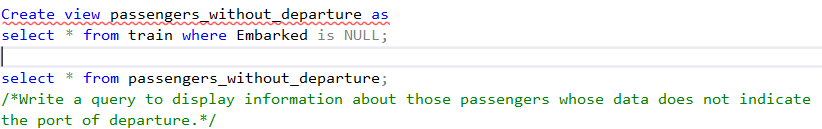 Create view passengers_without_departure as
select * from train where Embarked is NULL;
select * from passengers_without_departure;
/*Write a query to display information about those passengers whose data does not indicate
the port of departure.*/